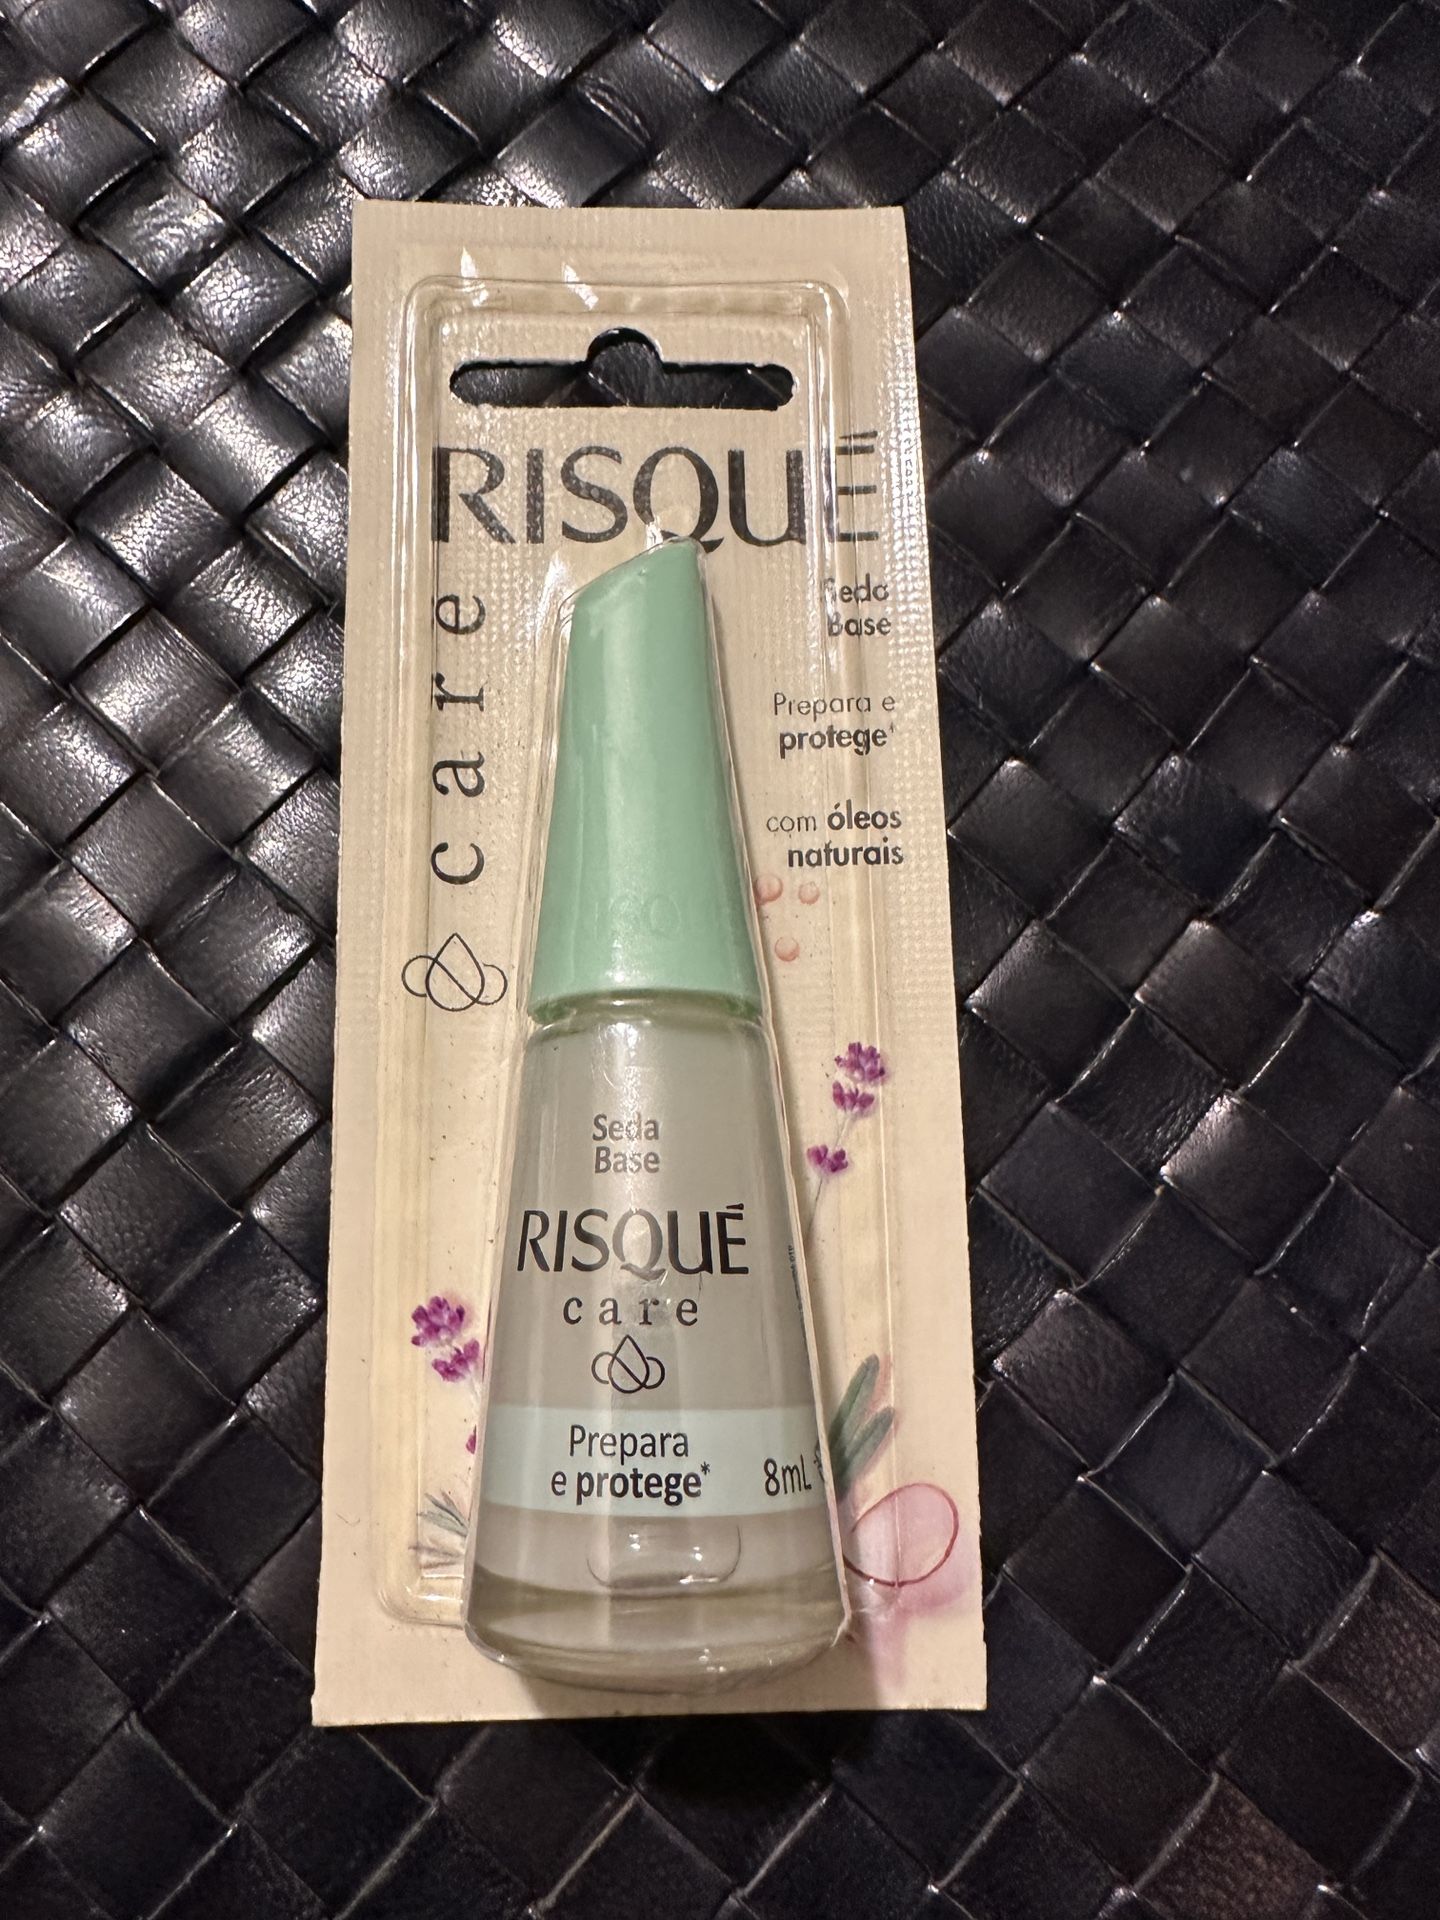 RISQUÉ
care
Seda
Base
Prepara e
protege*
com óleos
naturais
Seda
Base
RISQUÉ
care
Prepara
e protege*
8mL